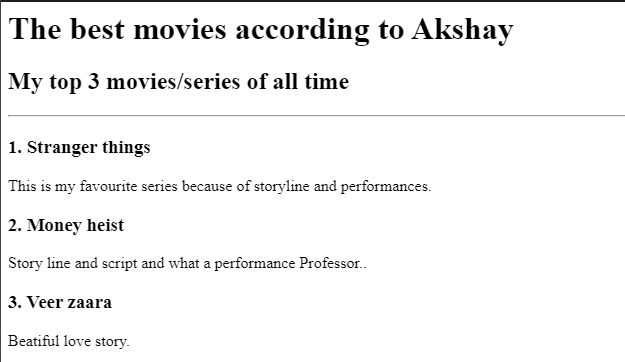 The best movies according to Akshay
My top 3 movies/series of all time
1. Stranger things
This is my favourite series because of storyline and performances.
2. Money heist
Story line and script and what a performance Professor..
3. Veer zaara
Beatiful love story.